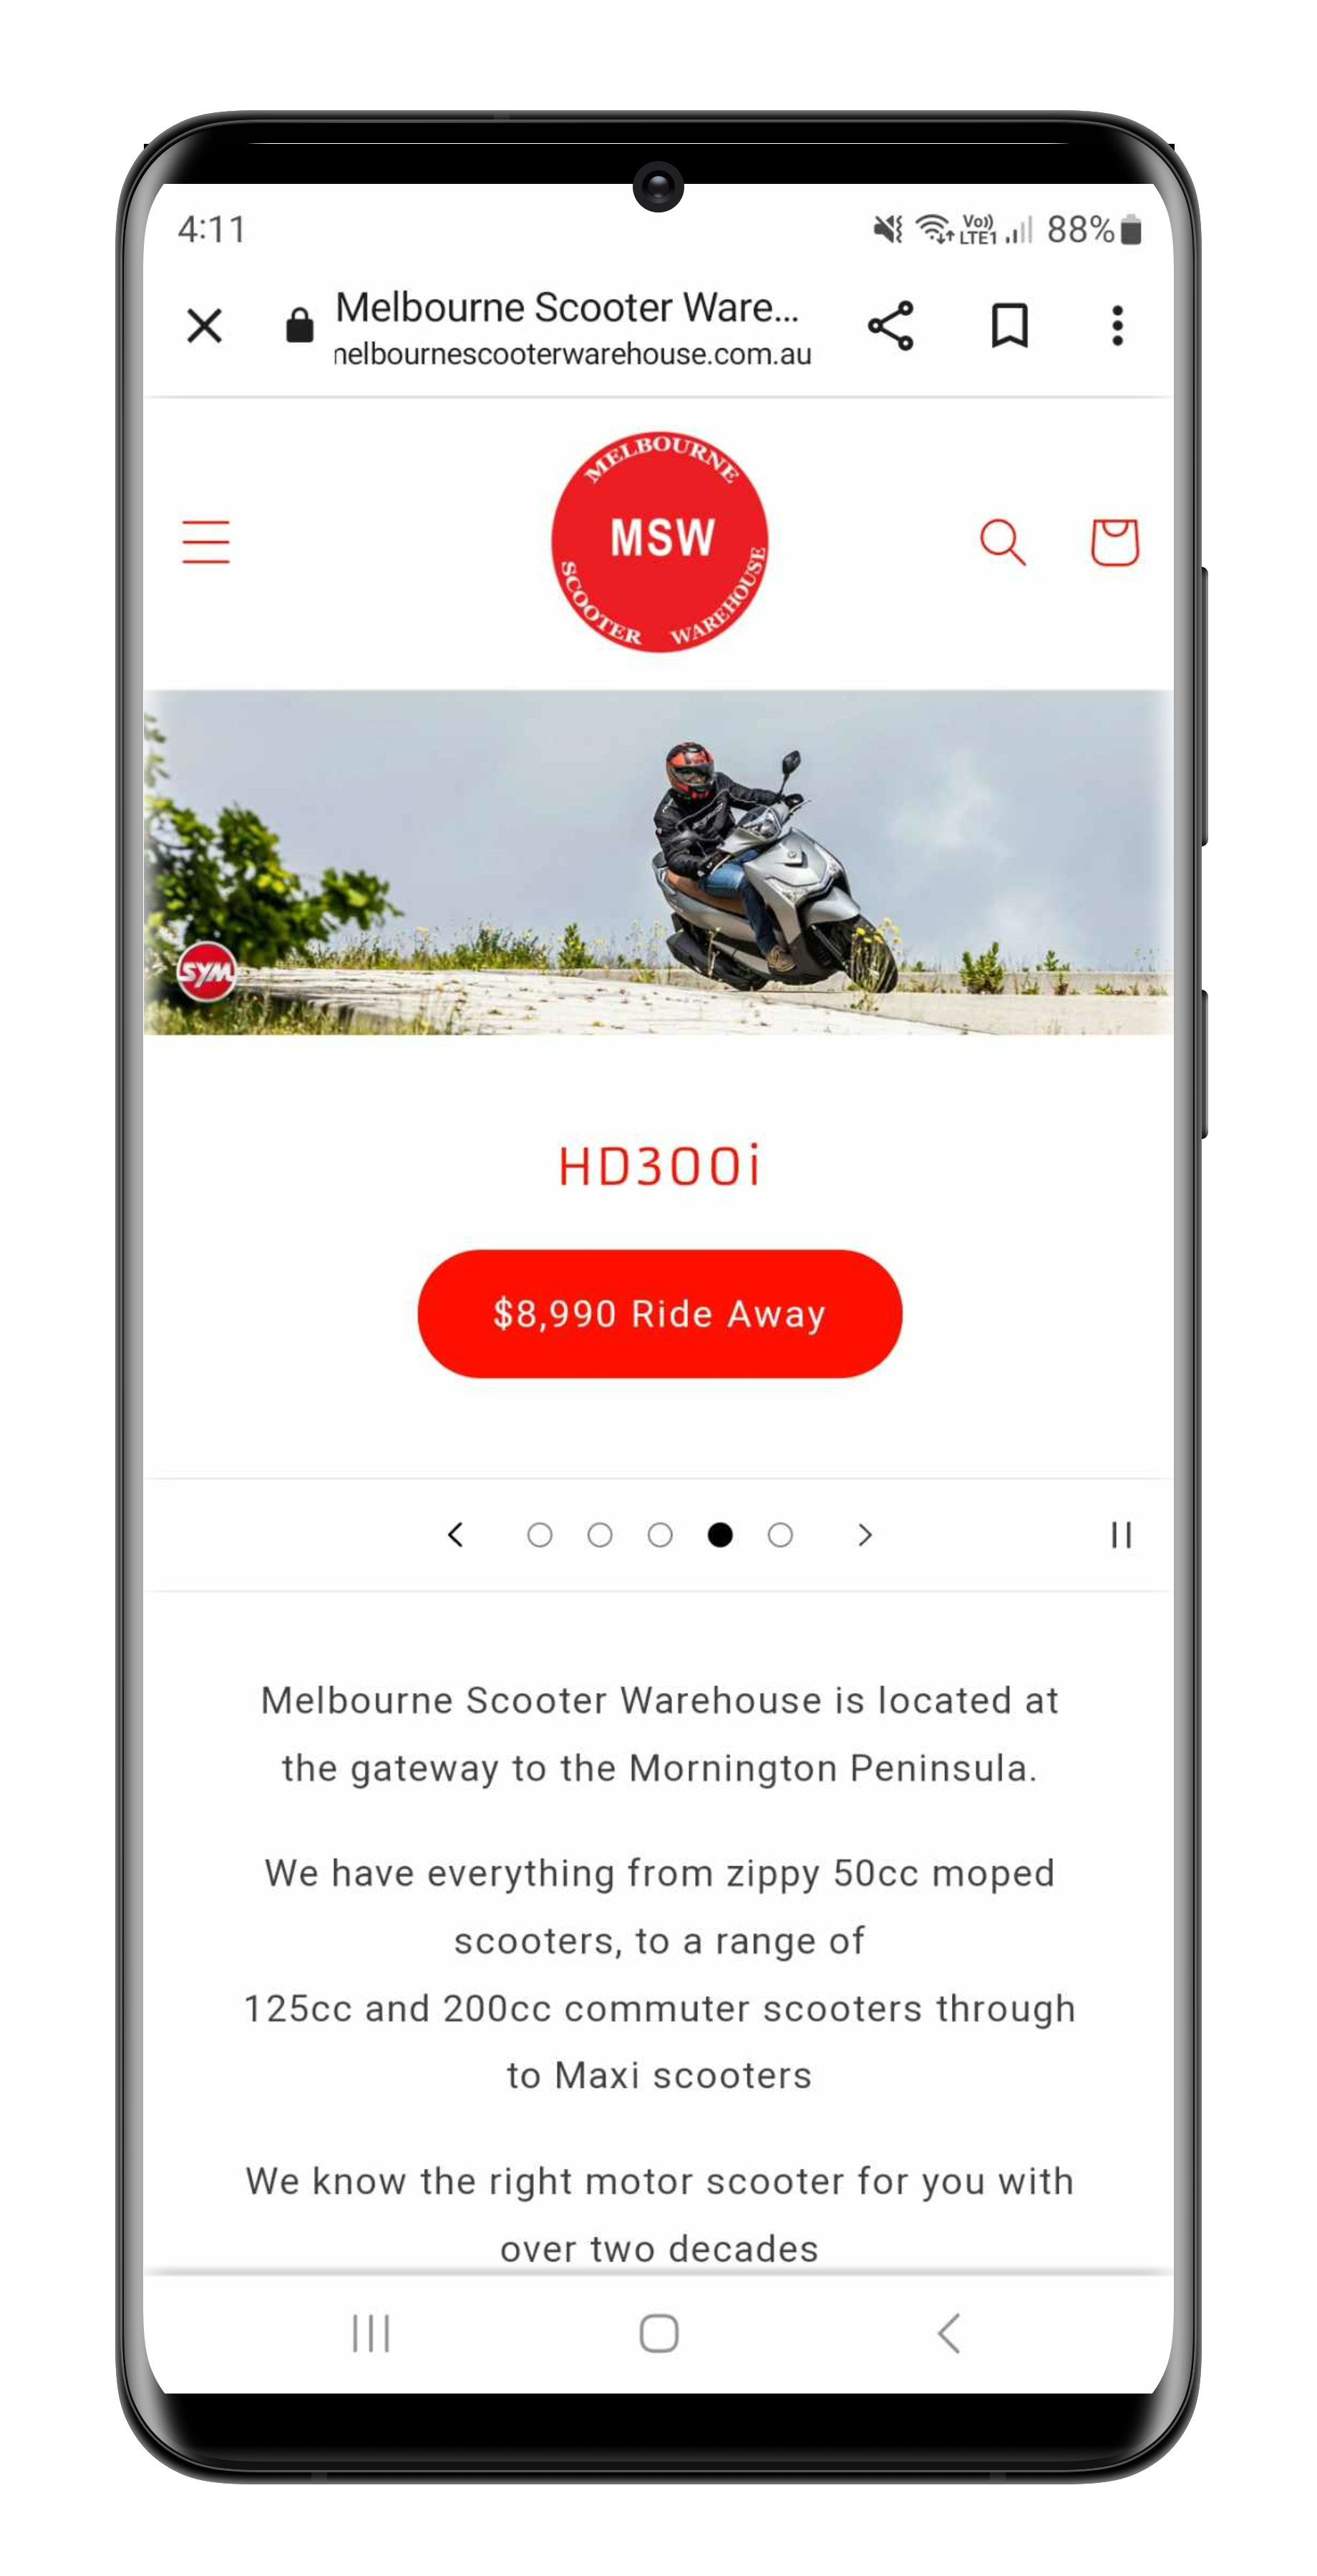 4:11
Vo))
LTE1
88%
Melbourne Scooter Ware...
nelbournescooterwarehouse.com.au
MELBOURNE
MSW
SCOOTER WAREHOUSE
SYM
HD300i
$8,990 Ride Away
Melbourne Scooter Warehouse is located at
the gateway to the Mornington Peninsula.
We have everything from zippy 50cc moped
scooters, to a range of
125cc and 200cc commuter scooters through
to Maxi scooters
We know the right motor scooter for you with
over two decades